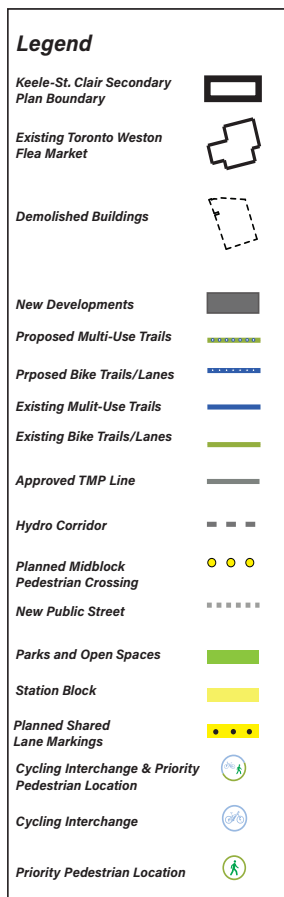 Legend
Keele-St. Clair Secondary
Plan Boundary
Existing Toronto Weston
Flea Market
Demolished Buildings
New Developments
Proposed Multi-Use Trails
Prposed Bike Trails/Lanes
Existing Mulit-Use Trails
Existing Bike Trails/Lanes
Approved TMP Line
Hydro Corridor
Planned Midblock
Pedestrian Crossing
New Public Street
Parks and Open Spaces
Station Block
Planned Shared
Lane Markings
Cycling Interchange & Priority
Pedestrian Location
Cycling Interchange
Priority Pedestrian Location